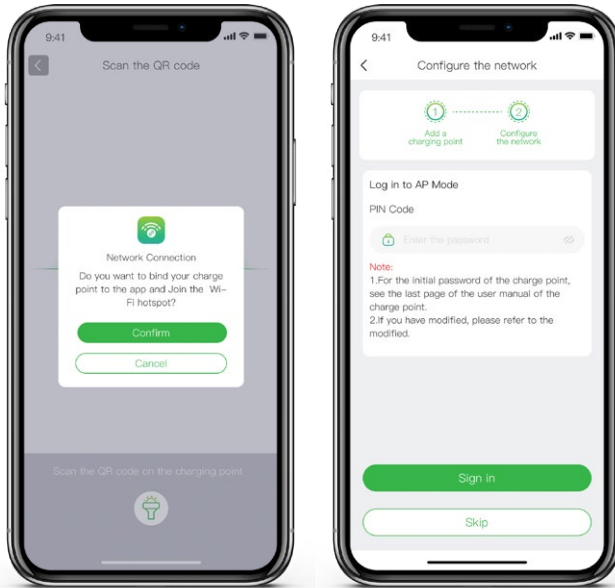 9:41
Scan the QR code
Network Connection
Do you want to bind your charge
point to the app and Join the Wi-
Fi hotspot?
Confirm
Cancel
Scan the QR code on the charging point
9:41
Configure the network
1
2
Add a
charging point
Configure
the network
Log in to AP Mode
PIN Code
Enter the password
Note:
1.For the initial password of the charge point,
see the last page of the user manual of the
charge point.
2.If you have modified, please refer to the
modified.
Sign in
Skip